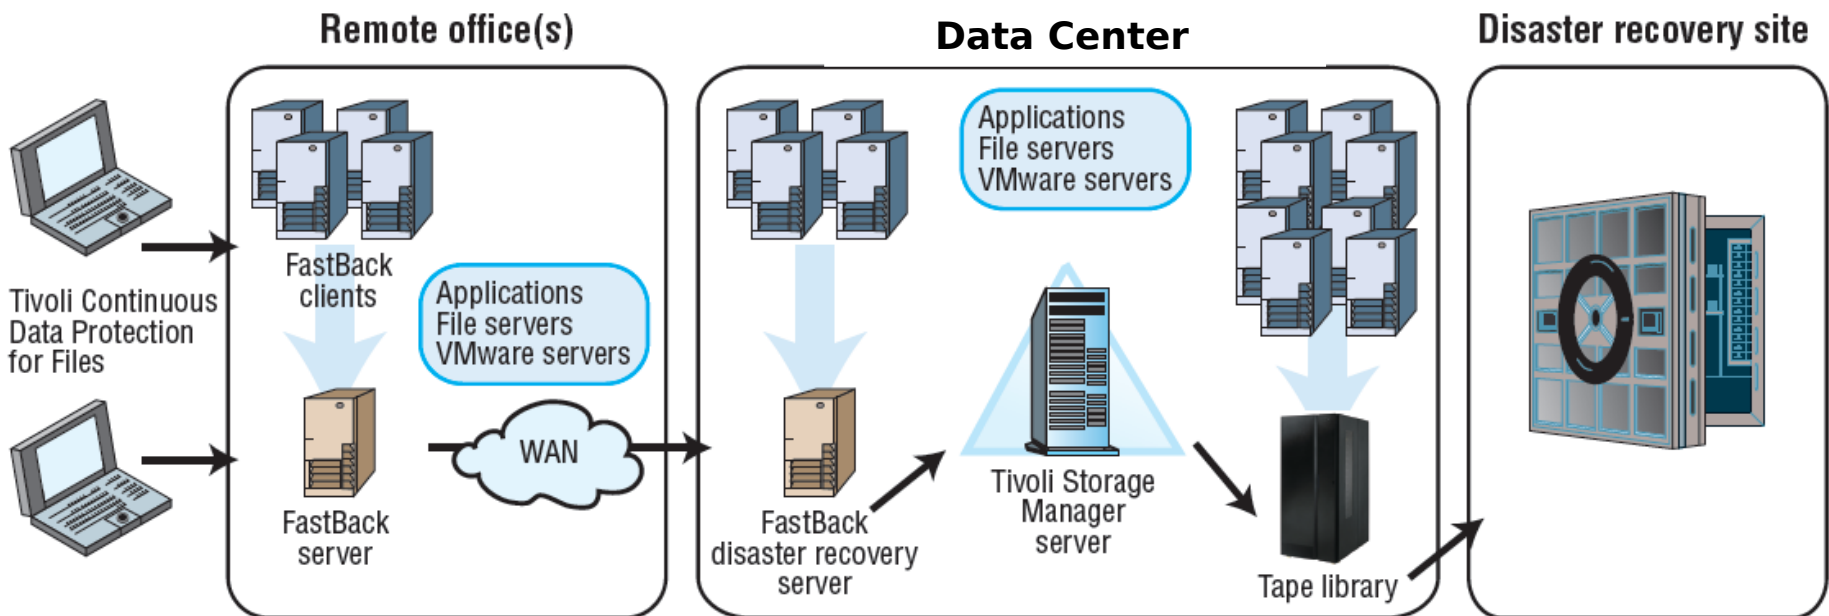 Remote office(s)
Data Center
Disaster recovery site
Tivoli Continuous
Data Protection
for Files
FastBack
clients
Applications
File servers
VMware servers
FastBack
server
WAN
Applications
File servers
VMware servers
FastBack
disaster recovery
server
Tivoli Storage
Manager
server
Tape library